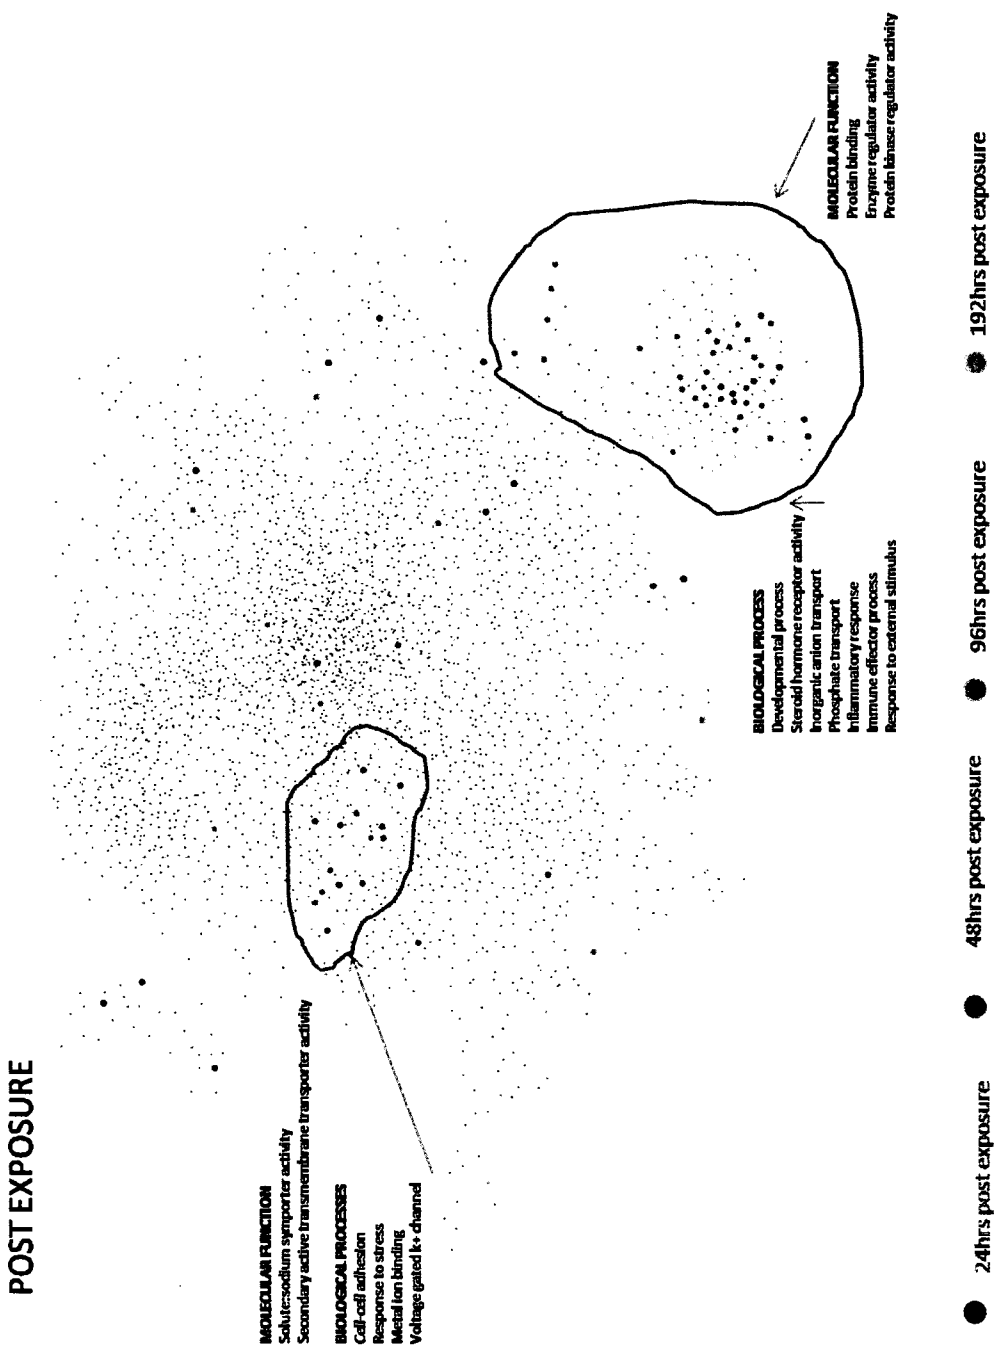 POST EXPOSURE
MOLECULAR FUNCTION
Solute:sodium symporter activity
Secondary active transmembrane transporter activity
BIOLOGICAL PROCESSES
Cell-cell adhesion
Response to stress
Metal ion binding
Voltage gated k+ channel
BIOLOGICAL PROCESS
Developmental process
Steroid hormone receptor activity
Inorganic anion transport
Phosphate transport
Inflammatory response
Immune effector process
Response to external stimulus
MOLECULAR FUNCTION
Protein binding
Enzyme regulator activity
Protein kinase regulator activity
24hrs post exposure
48hrs post exposure
96hrs post exposure
192hrs post exposure